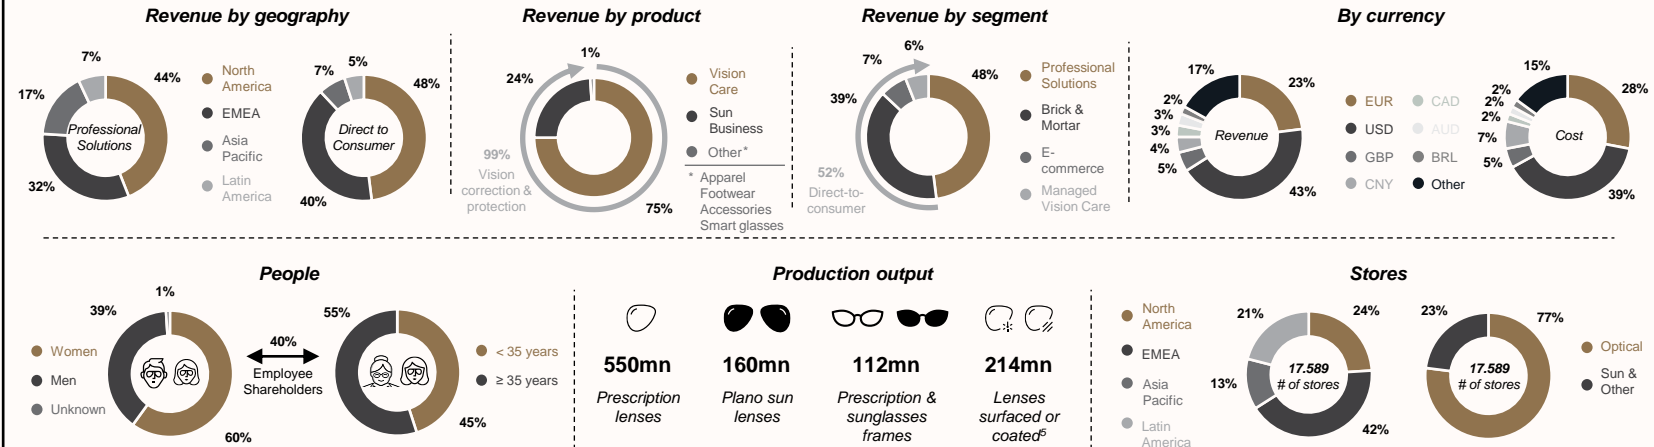 Revenue by geography
7%
44%
17%
Professional
Solutions
32%
North
America
EMEA
Asia
Pacific
Latin
America
5%
7%
48%
Direct to
Consumer
40%
Revenue by product
1%
24%
99%
Vision
correction &
protection
75%
Vision
Care
Sun
Business
Other*
* Apparel
Footwear
Accessories
Smart glasses
Revenue by segment
6%
7%
48%
39%
52%
Direct-to-
consumer
Professional
Solutions
Brick &
Mortar
E-
commerce
Managed
Vision Care
By currency
17%
23%
2%
3%
3%
4%
5%
Revenue
43%
EUR
USD
GBP
CNY
CAD
AUD
BRL
Other
15%
28%
2%
2%
2%
7%
5%
Cost
39%
People
1%
39%
Women
Men
Unknown
60%
40%
Employee
Shareholders
55%
45%
< 35 years
≥ 35 years
Production output
550mn
Prescription
lenses
160mn
Plano sun
lenses
112mn
Prescription &
sunglasses
frames
214mn
Lenses
surfaced or
coated⁵
Stores
North
America
EMEA
Asia
Pacific
Latin
America
21%
24%
13%
17.589
# of stores
42%
23%
77%
17.589
# of stores
Optical
Sun &
Other